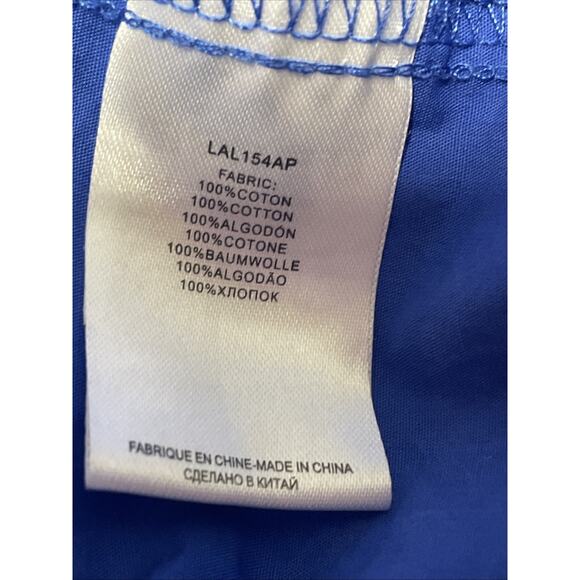 LAL154AP
FABRIC:
100%COTON
100%COTTON
100%ALGODÓN
100%COTONE
100%BAUMWOLLE
100%ALGODÃO
100%ХЛОПОК
FABRIQUE EN CHINE-MADE IN CHINA
СДЕЛАНО В КИТАЙ